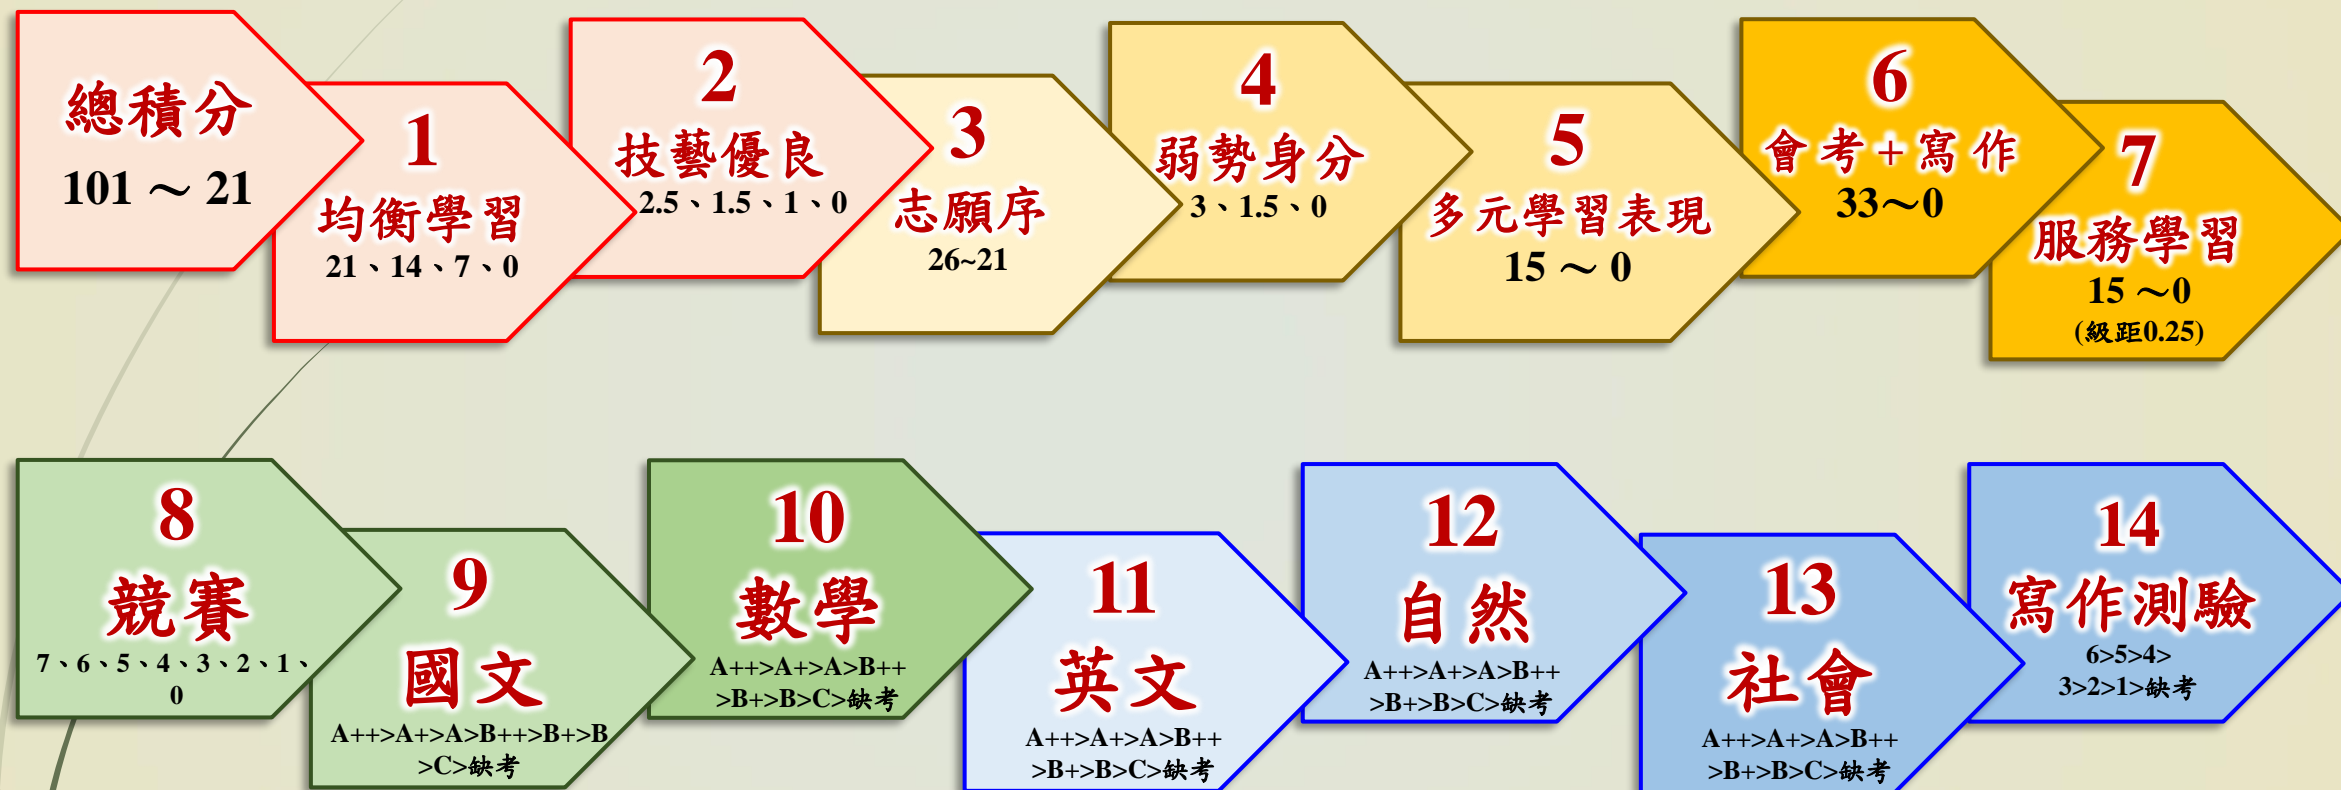 總積分
101 ～ 21
1
均衡學習
21、14、7、0
2
技藝優良
2.5、1.5、1、0
3
志願序
26~21
4
弱勢身分
3、1.5、0
5
多元學習表現
15 ～ 0
6
會考+寫作
33～0
7
服務學習
15 ～0
(級距0.25)
8
競賽
7、6、5、4、3、2、1、
0
9
國文
A++>A+>A>B++>B+>B
>C>缺考
10
數學
A++>A+>A>B++
>B+>B>C>缺考
11
英文
A++>A+>A>B++
>B+>B>C>缺考
12
自然
A++>A+>A>B++
>B+>B>C>缺考
13
社會
A++>A+>A>B++
>B+>B>C>缺考
14
寫作測驗
6>5>4>
3>2>1>缺考